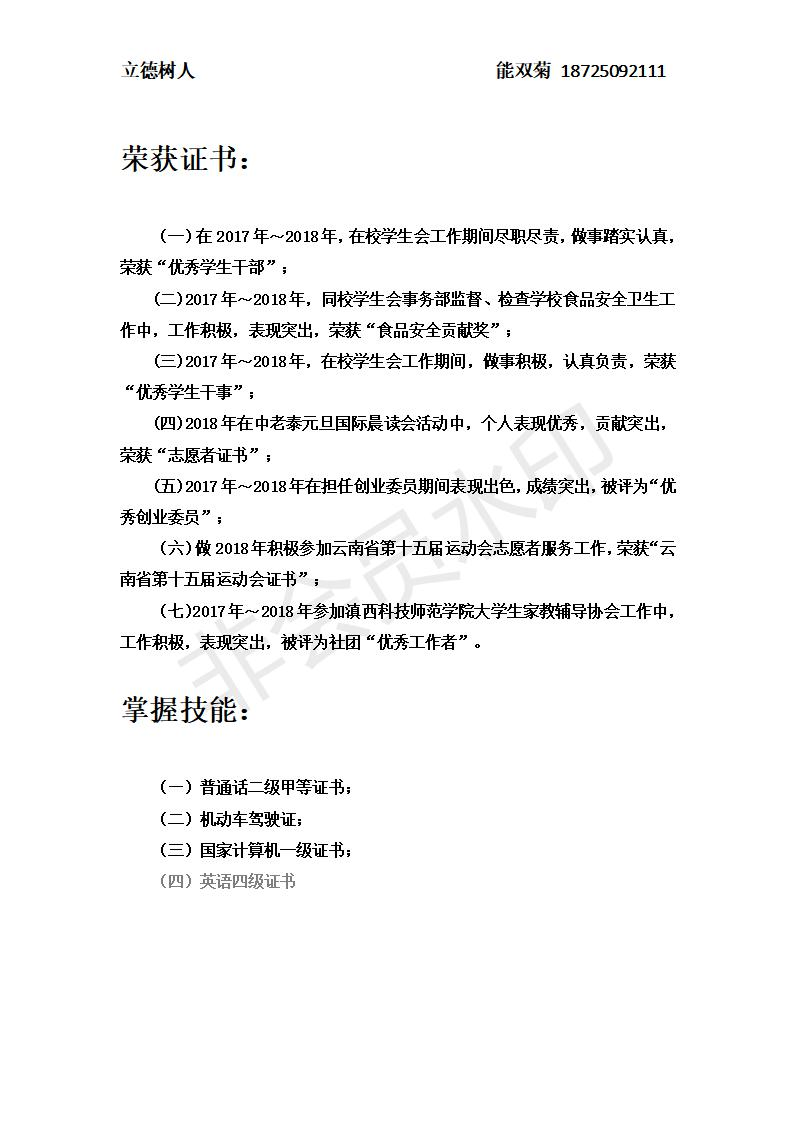 立德树人 能双菊 18725092111
荣获证书：
（一）在 2017 年～2018 年，在校学生会工作期间尽职尽责，做事踏实认真，
荣获“优秀学生干部”；
(二)2017 年～2018 年，同校学生会事务部监督、检查学校食品安全卫生工
作中，工作积极，表现突出，荣获“食品安全贡献奖”；
(三)2017 年～2018 年，在校学生会工作期间，做事积极，认真负责，荣获
“优秀学生干事”；
(四)2018 年在中老泰元旦国际晨读会活动中，个人表现优秀，贡献突出，
荣获“志愿者证书”；
(五)2017 年～2018 年在担任创业委员期间表现出色，成绩突出，被评为“优
秀创业委员”；
（六）做 2018 年积极参加云南省第十五届运动会志愿者服务工作，荣获“云
南省第十五届运动会证书”；
（七)2017 年～2018 年参加滇西科技师范学院大学生家教辅导协会工作中，
工作积极，表现突出，被评为社团“优秀工作者”。
掌握技能：
（一）普通话二级甲等证书；
（二）机动车驾驶证；
（三）国家计算机一级证书；
（四）英语四级证书
非会员水印